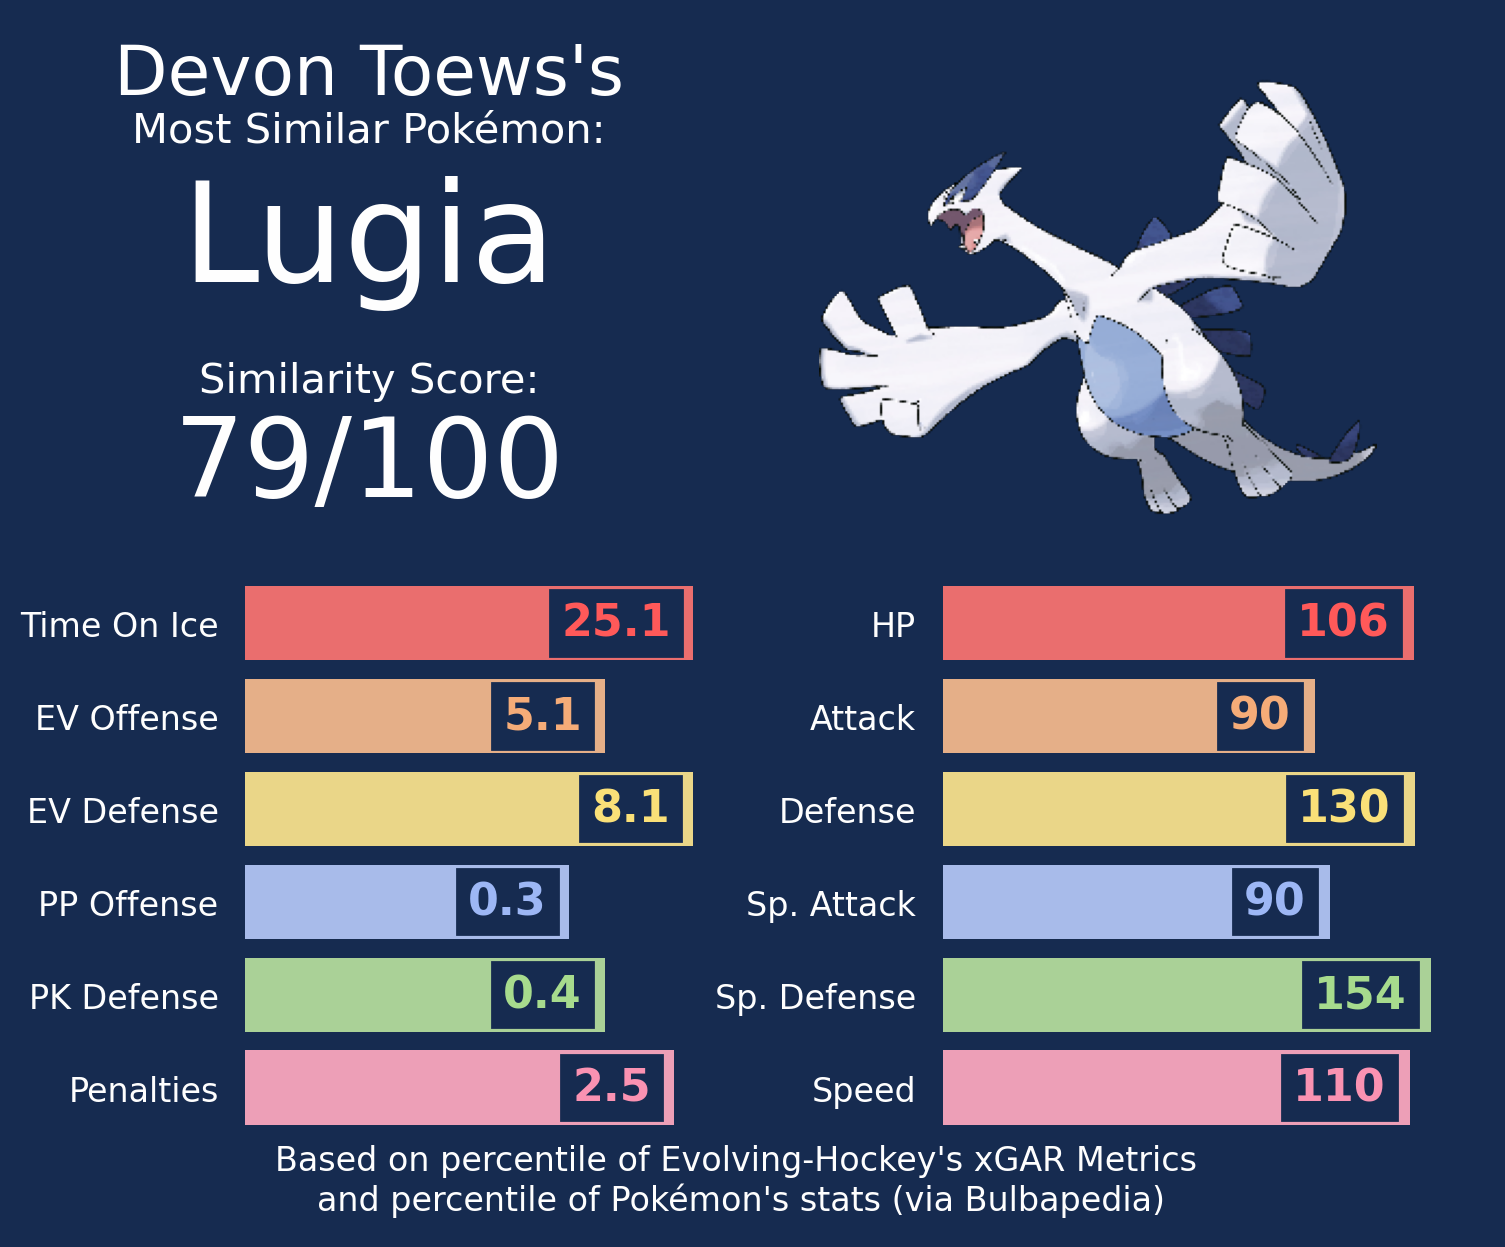 Devon Toews's
Most Similar Pokémon:
Lugia
Similarity Score:
79/100
Time On Ice 25.1
EV Offense 5.1
EV Defense 8.1
PP Offense 0.3
PK Defense 0.4
Penalties 2.5
HP 106
Attack 90
Defense 130
Sp. Attack 90
Sp. Defense 154
Speed 110
Based on percentile of Evolving-Hockey's xGAR Metrics
and percentile of Pokémon's stats (via Bulbapedia)